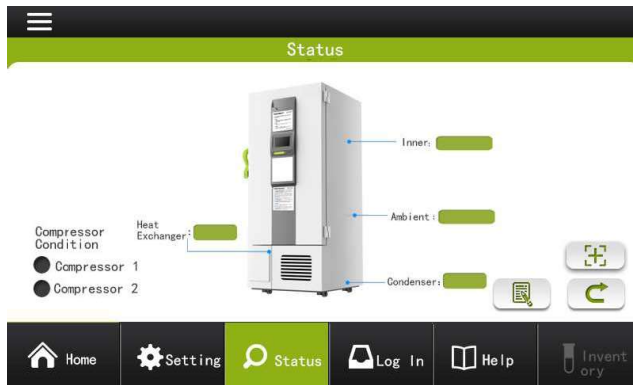 Status
Inner:
Ambient:
Compressor
Condition
Heat
Exchanger:
Compressor 1
Compressor 2
Condenser:
Home
Setting
Status
Log In
Help
Invent
ory